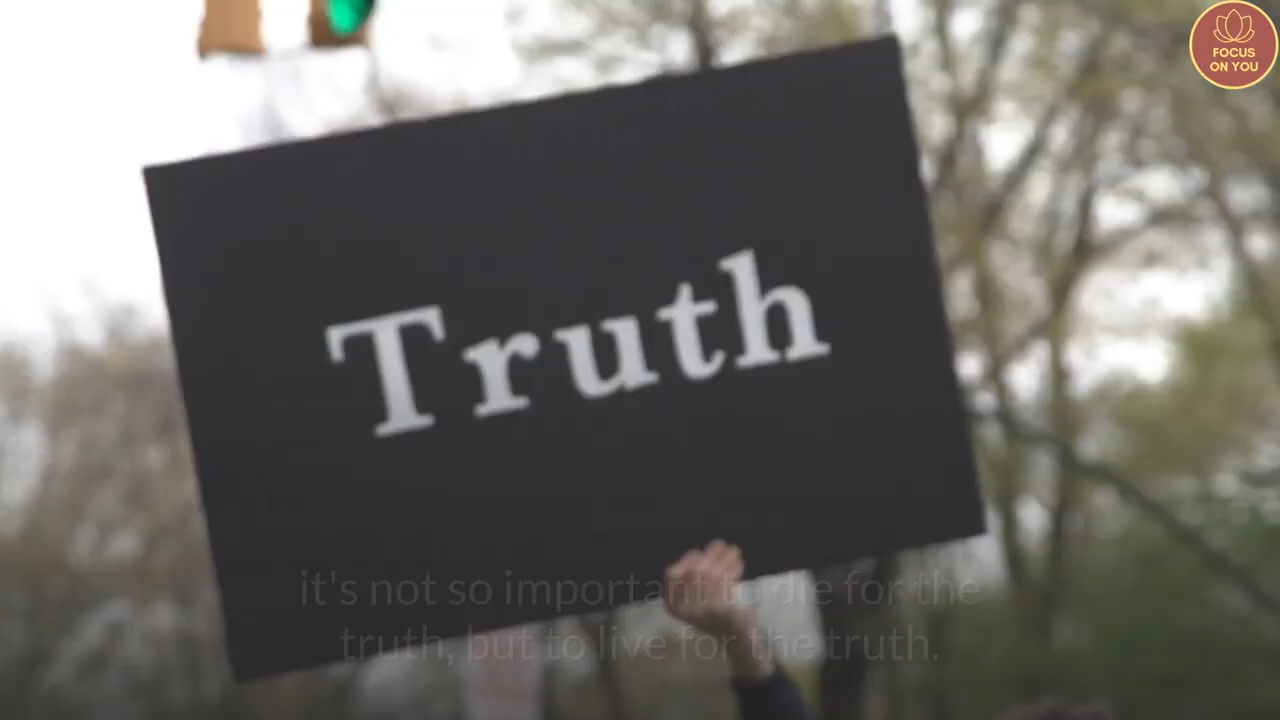 FOCUS
ON YOU
Truth
it's not so important to die for the
truth, but to live for the truth.